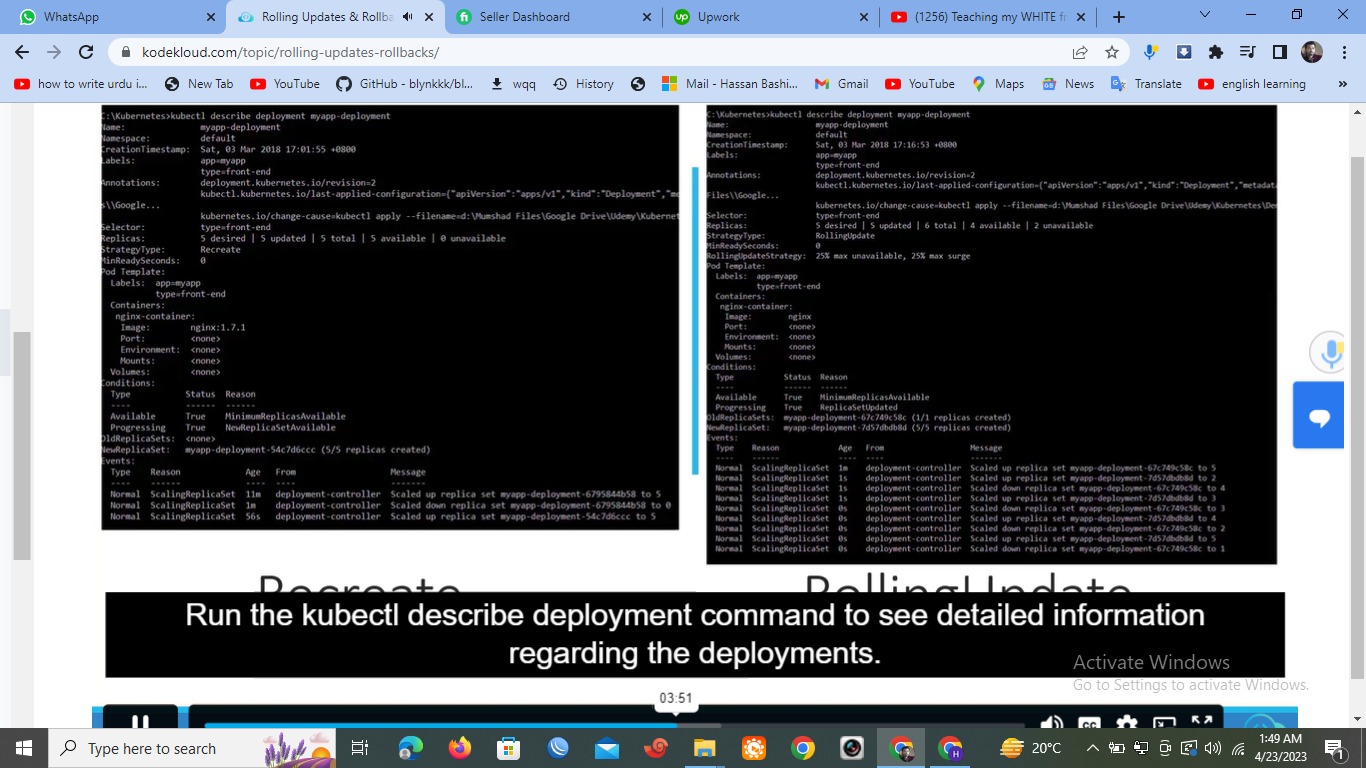 WhatsApp
Rolling Updates & Rollba
Seller Dashboard
Upwork
(1256) Teaching my WHITE fr
kodekloud.com/topic/rolling-updates-rollbacks/
how to write urdu i...
New Tab
YouTube
GitHub - blynkkk/bl...
wqq
History
Mail - Hassan Bashi...
Gmail
YouTube
Maps
News
Translate
english learning
C:\Kubernetes>kubectl describe deployment myapp-deployment
Name: myapp-deployment
Namespace: default
CreationTimestamp: Sat, 03 Mar 2018 17:01:55 +0800
Labels: app=myapp
type=front-end
Annotations: deployment.kubernetes.io/revision=2
kubectl.kubernetes.io/last-applied-configuration={"apiVersion":"apps/v1","kind":"Deployment","me
s\\Google...
kubernetes.io/change-cause=kubectl apply --filename=d:\Mumshad Files\Google Drive\Udemy\Kubernet
Selector: type=front-end
Replicas: 5 desired | 5 updated | 5 total | 5 available | 0 unavailable
StrategyType: Recreate
MinReadySeconds: 0
Pod Template:
Labels: app=myapp
type=front-end
Containers:
nginx-container:
Image: nginx:1.7.1
Port: <none>
Environment: <none>
Mounts: <none>
Volumes: <none>
Conditions:
Type Status Reason
---- ------ ------
Available True MinimumReplicasAvailable
Progressing True NewReplicaSetAvailable
OldReplicaSets: <none>
NewReplicaSet: myapp-deployment-54c7d6ccc (5/5 replicas created)
Events:
Type Reason Age From Message
---- ------ ---- ---- -------
Normal ScalingReplicaSet 11m deployment-controller Scaled up replica set myapp-deployment-6795844b58 to 5
Normal ScalingReplicaSet 1m deployment-controller Scaled down replica set myapp-deployment-6795844b58 to 0
Normal ScalingReplicaSet 56s deployment-controller Scaled up replica set myapp-deployment-54c7d6ccc to 5
C:\Kubernetes>kubectl describe deployment myapp-deployment
Name: myapp-deployment
Namespace: default
CreationTimestamp: Sat, 03 Mar 2018 17:16:53 +0800
Labels: app=myapp
type=front-end
Annotations: deployment.kubernetes.io/revision=2
kubectl.kubernetes.io/last-applied-configuration={"apiVersion":"apps/v1","kind":"Deployment","metadata
Files\\Google...
kubernetes.io/change-cause=kubectl apply --filename=d:\Mumshad Files\Google Drive\Udemy\Kubernetes\Dem
Selector: type=front-end
Replicas: 5 desired | 5 updated | 6 total | 4 available | 2 unavailable
StrategyType: RollingUpdate
MinReadySeconds: 0
RollingUpdateStrategy: 25% max unavailable, 25% max surge
Pod Template:
Labels: app=myapp
type=front-end
Containers:
nginx-container:
Image: nginx
Port: <none>
Environment: <none>
Mounts: <none>
Volumes: <none>
Conditions:
Type Status Reason
---- ------ ------
Available True MinimumReplicasAvailable
Progressing True ReplicaSetUpdated
OldReplicaSets: myapp-deployment-67c749c58c (1/1 replicas created)
NewReplicaSet: myapp-deployment-7d57dbdb8d (5/5 replicas created)
Events:
Type Reason Age From Message
---- ------ ---- ---- -------
Normal ScalingReplicaSet 1m deployment-controller Scaled up replica set myapp-deployment-67c749c58c to 5
Normal ScalingReplicaSet 1s deployment-controller Scaled up replica set myapp-deployment-7d57dbdb8d to 2
Normal ScalingReplicaSet 1s deployment-controller Scaled down replica set myapp-deployment-67c749c58c to 4
Normal ScalingReplicaSet 1s deployment-controller Scaled up replica set myapp-deployment-7d57dbdb8d to 3
Normal ScalingReplicaSet 0s deployment-controller Scaled down replica set myapp-deployment-67c749c58c to 3
Normal ScalingReplicaSet 0s deployment-controller Scaled up replica set myapp-deployment-7d57dbdb8d to 4
Normal ScalingReplicaSet 0s deployment-controller Scaled down replica set myapp-deployment-67c749c58c to 2
Normal ScalingReplicaSet 0s deployment-controller Scaled up replica set myapp-deployment-7d57dbdb8d to 5
Normal ScalingReplicaSet 0s deployment-controller Scaled down replica set myapp-deployment-67c749c58c to 1
Recreate
RollingUpdate
Run the kubectl describe deployment command to see detailed information
regarding the deployments.
Activate Windows
Go to Settings to activate Windows.
03:51
CC
Type here to search
20°C
1:49 AM
4/23/2023